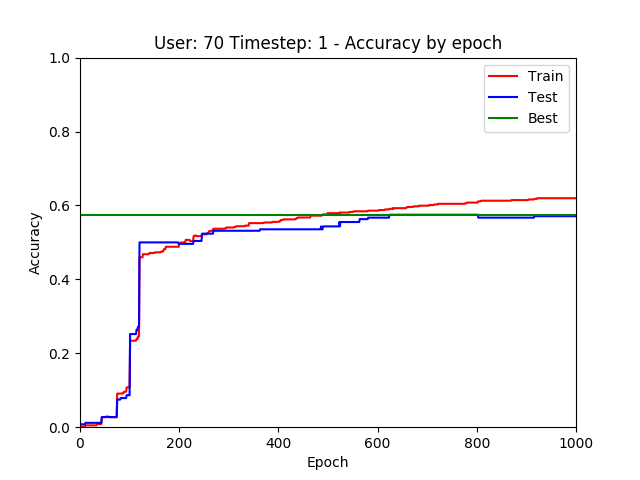 User: 70 Timestep: 1 - Accuracy by epoch
1.0
0.8
0.6
0.4
0.2
0.0
Accuracy
Train
Test
Best
0 200 400 600 800 1000
Epoch